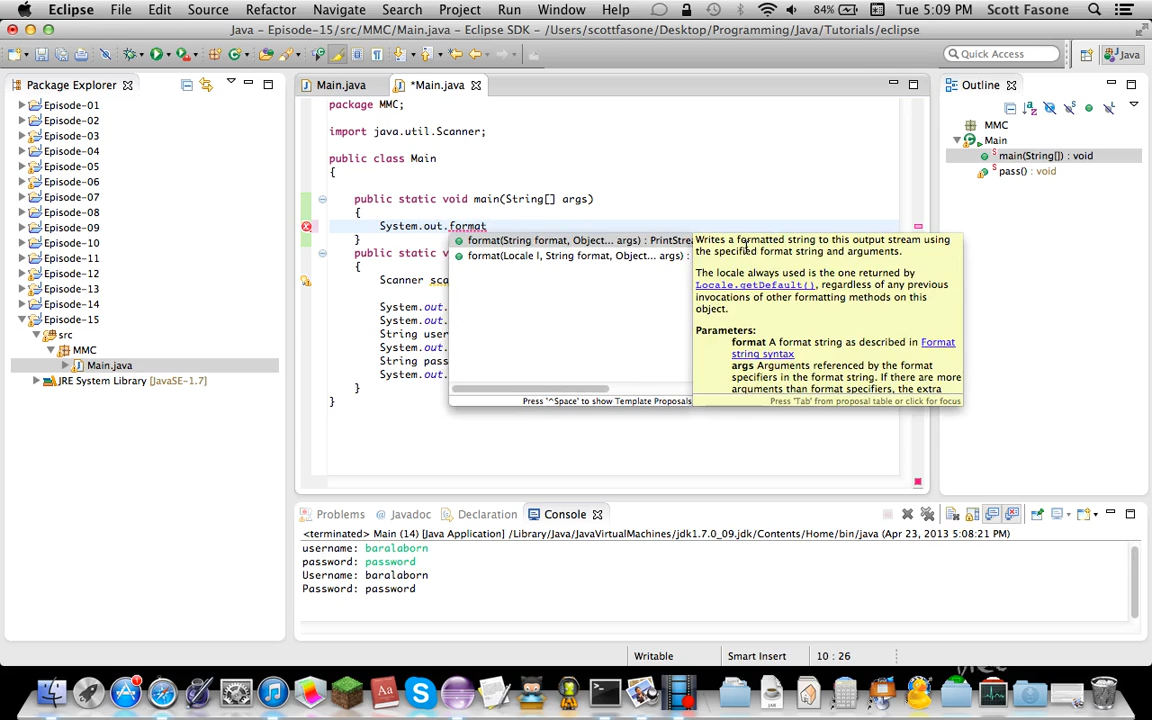 Eclipse File Edit Source Refactor Navigate Search Project Run Window Help 84% Tue 5:09 PM Scott Fasone
Java - Episode-15/src/MMC/Main.java - Eclipse SDK - /Users/scottfasone/Desktop/Programming/Java/Tutorials/eclipse
Quick Access Java
Package Explorer
Episode-01
Episode-02
Episode-03
Episode-04
Episode-05
Episode-06
Episode-07
Episode-08
Episode-09
Episode-10
Episode-11
Episode-12
Episode-13
Episode-14
Episode-15
src
MMC
Main.java
JRE System Library [JavaSE-1.7]
Main.java *Main.java
package MMC;
import java.util.Scanner;
public class Main
{
public static void main(String[] args)
{
System.out.format
}
public static v
{
Scanner sca
System.out.
System.out.
String user
System.out.
String pass
System.out.
}
}
format(String format, Object... args) : PrintStrea
format(Locale l, String format, Object... args) :
Press '^Space' to show Template Proposals
Writes a formatted string to this output stream using
the specified format string and arguments.
The locale always used is the one returned by
Locale.getDefault(), regardless of any previous
invocations of other formatting methods on this
object.
Parameters:
format A format string as described in Format
string syntax
args Arguments referenced by the format
specifiers in the format string. If there are more
arguments than format specifiers, the extra
Press 'Tab' from proposal table or click for focus
Outline
MMC
Main
main(String[]) : void
pass() : void
Problems Javadoc Declaration Console
<terminated> Main (14) [Java Application] /Library/Java/JavaVirtualMachines/jdk1.7.0_09.jdk/Contents/Home/bin/java (Apr 23, 2013 5:08:21 PM)
username: baralaborn
password: password
Username: baralaborn
Password: password
Writable Smart Insert 10 : 26